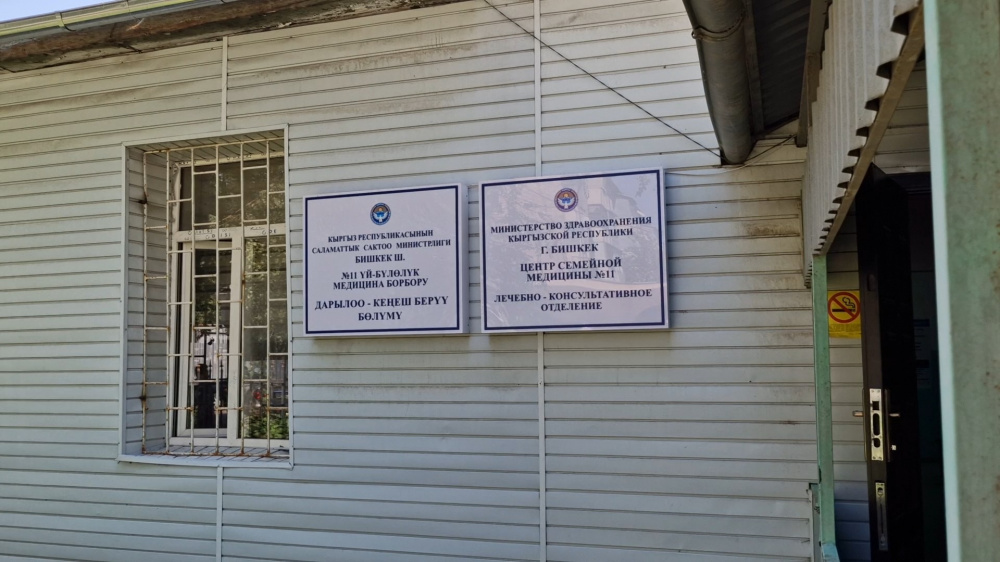 КЫРГЫЗ РЕСПУБЛИКАСЫНЫН
САЛАМАТТЫК САКТОО МИНИСТРЛИГИ
БИШКЕК Ш.
№11 ҮЙ-БҮЛӨЛҮК
МЕДИЦИНА БОРБОРУ
ДАРЫЛОО - КЕҢЕШ БЕРҮҮ
БӨЛҮМҮ
МИНИСТЕРСТВО ЗДРАВООХРАНЕНИЯ
КЫРГЫЗСКОЙ РЕСПУБЛИКИ
Г. БИШКЕК
ЦЕНТР СЕМЕЙНОЙ
МЕДИЦИНЫ №11
ЛЕЧЕБНО - КОНСУЛЬТАТИВНОЕ
ОТДЕЛЕНИЕ